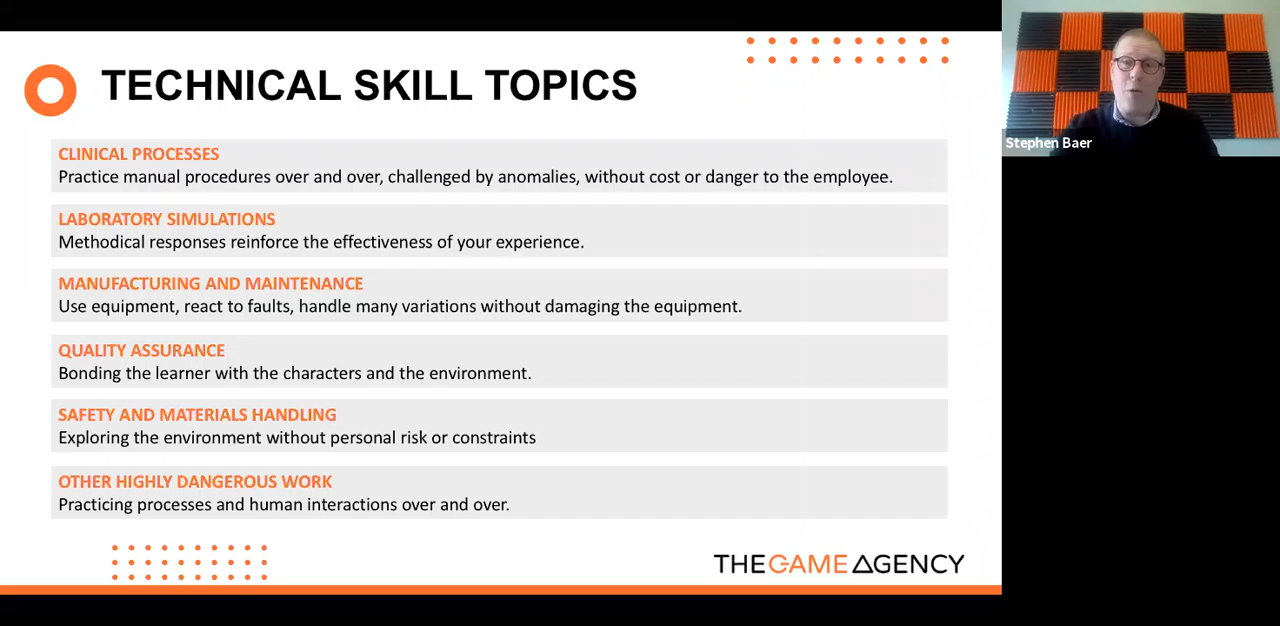 TECHNICAL SKILL TOPICS
CLINICAL PROCESSES
Practice manual procedures over and over, challenged by anomalies, without cost or danger to the employee.
LABORATORY SIMULATIONS
Methodical responses reinforce the effectiveness of your experience.
MANUFACTURING AND MAINTENANCE
Use equipment, react to faults, handle many variations without damaging the equipment.
QUALITY ASSURANCE
Bonding the learner with the characters and the environment.
SAFETY AND MATERIALS HANDLING
Exploring the environment without personal risk or constraints
OTHER HIGHLY DANGEROUS WORK
Practicing processes and human interactions over and over.
THE GAME AGENCY
Stephen Baer